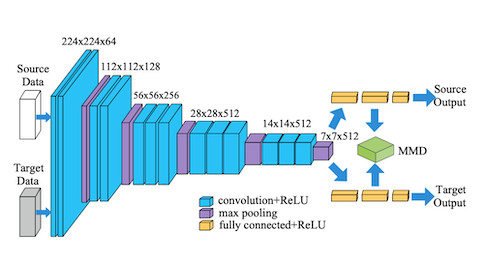 224x224x64
Source
Data
112x112x128
56x56x256
28x28x512
14x14x512
7x7x512
Source
Output
MMD
Target
Data
Target
Output
convolution+ReLU
max pooling
fully connected+ReLU